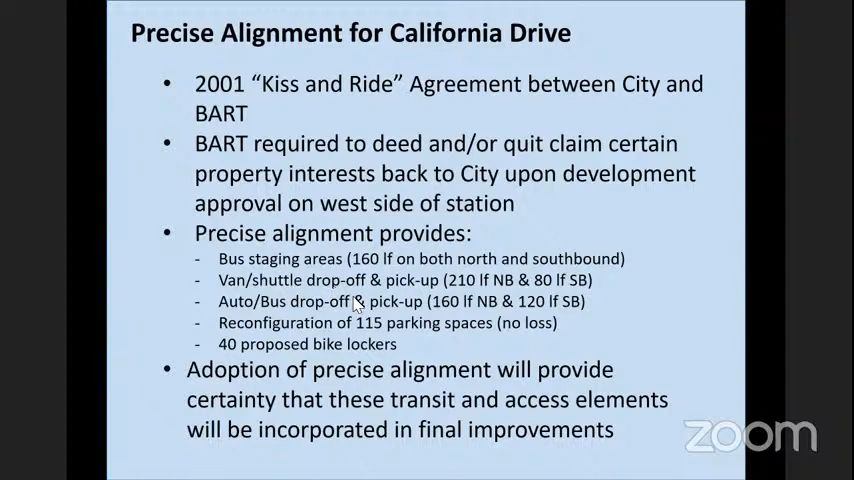 Precise Alignment for California Drive
• 2001 “Kiss and Ride” Agreement between City and
BART
• BART required to deed and/or quit claim certain
property interests back to City upon development
approval on west side of station
• Precise alignment provides:
- Bus staging areas (160 lf on both north and southbound)
- Van/shuttle drop-off & pick-up (210 lf NB & 80 lf SB)
- Auto/Bus drop-off & pick-up (160 lf NB & 120 lf SB)
- Reconfiguration of 115 parking spaces (no loss)
- 40 proposed bike lockers
• Adoption of precise alignment will provide
certainty that these transit and access elements
will be incorporated in final improvements
zoom